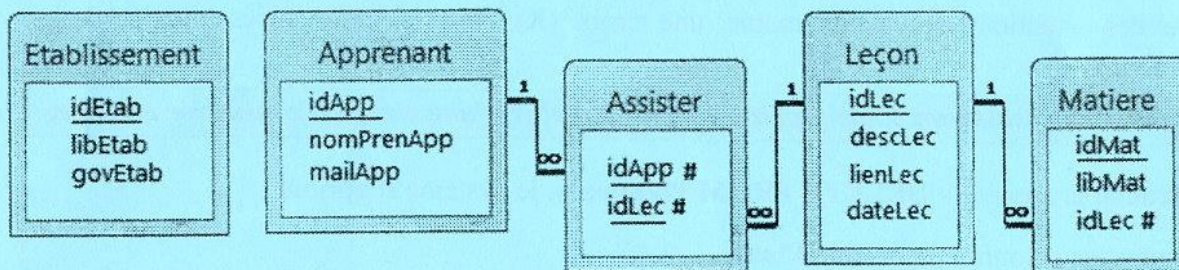 Etablissement
idEtab
libEtab
govEtab
Apprenant
idApp
nomPrenApp
mailApp
1
∞
Assister
idApp #
idLec #
1
∞
Leçon
idLec
descLec
lienLec
dateLec
1
∞
Matiere
idMat
libMat
idLec #